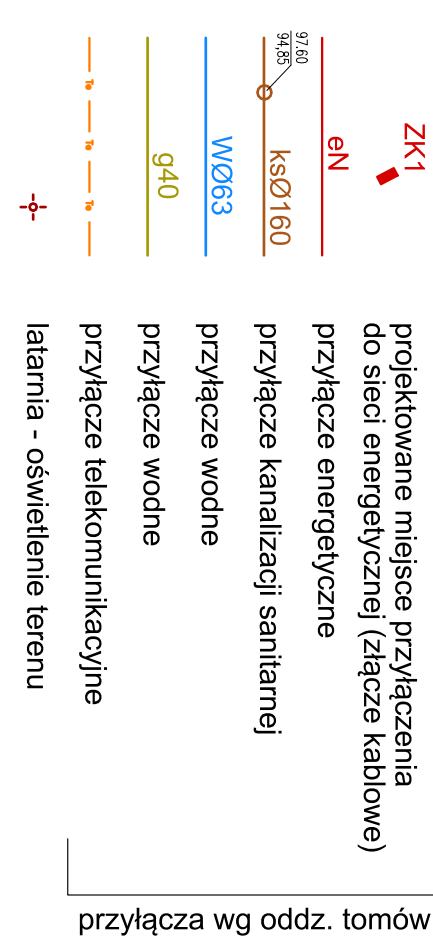 ZK1
projektowane miejsce przyłączenia
do sieci energetycznej (złącze kablowe)
eN
przyłącze energetyczne
97.60
94,85
ksØ160
przyłącze kanalizacji sanitarnej
WØ63
przyłącze wodne
g40
przyłącze wodne
Te Te Te
przyłącze telekomunikacyjne
latarnia - oświetlenie terenu
przyłącza wg oddz. tomów